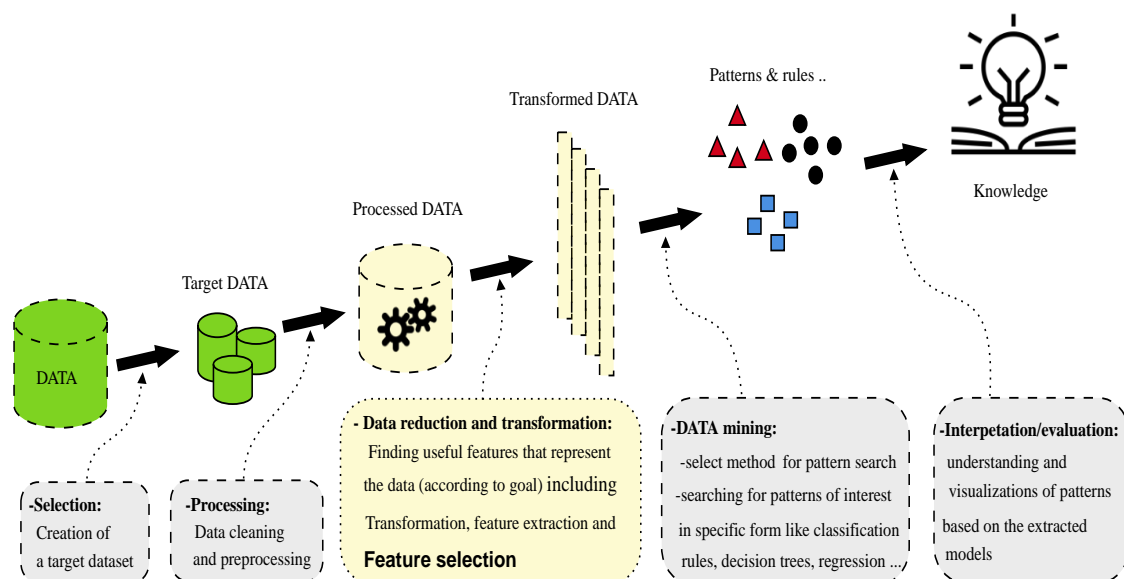 Patterns & rules ..
Transformed DATA
Knowledge
Processed DATA
Target DATA
DATA
-Selection:
Creation of
a target dataset
-Processing:
Data cleaning
and preprocessing
- Data reduction and transformation:
Finding useful features that represent
the data (according to goal) including
Transformation, feature extraction and
Feature selection
-DATA mining:
-select method for pattern search
-searching for patterns of interest
in specific form like classification
rules, decision trees, regression ...
-Interpetation/evaluation:
understanding and
visualizations of patterns
based on the extracted
models